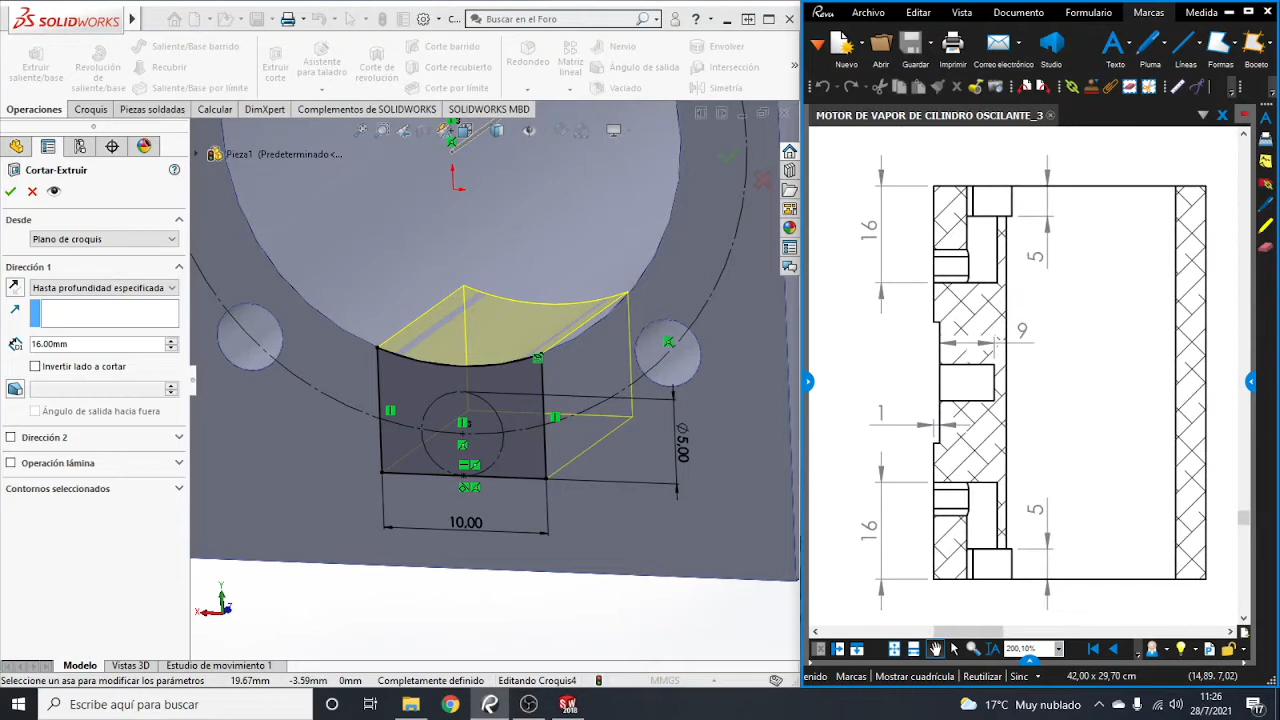 SOLIDWORKS
C...
Buscar en el Foro
Extruir saliente/base
Revolución de saliente/base
Saliente/Base barrido
Recubrir
Saliente/Base por límite
Extruir corte
Asistente para taladro
Corte de revolución
Corte barrido
Corte recubierto
Corte por límite
Redondeo
Matriz lineal
Nervio
Ángulo de salida
Vaciado
Envolver
Intersección
Simetría
Operaciones
Croquis
Piezas soldadas
Calcular
DimXpert
Complementos de SOLIDWORKS
SOLIDWORKS MBD
Pieza1 (Predeterminado <...
Cortar-Extruir
Desde
Plano de croquis
Dirección 1
Hasta profundidad especificada
16.00mm
Invertir lado a cortar
Ángulo de salida hacia fuera
Dirección 2
Operación lámina
Contornos seleccionados
∅5,00
10,00
Y
X
Z
Modelo
Vistas 3D
Estudio de movimiento 1
Seleccione un asa para modificar los parámetros
19.67mm
-3.59mm
0mm
Completamente definido
Editando Croquis4
MMGS
Revu
Archivo
Editar
Vista
Documento
Formulario
Marcas
Medida
Nuevo
Abrir
Guardar
Imprimir
Correo electrónico
Studio
Texto
Pluma
Líneas
Formas
Boceto
MOTOR DE VAPOR DE CILINDRO OSCILANTE_3
16
5
9
1
16
5
200,10%
enido
Marcas
Mostrar cuadrícula
Reutilizar
Sinc
42,00 x 29,70 cm
(14,89. 7,02)
Escribe aquí para buscar
SW
2018
17°C Muy nublado
11:26
28/7/2021
17